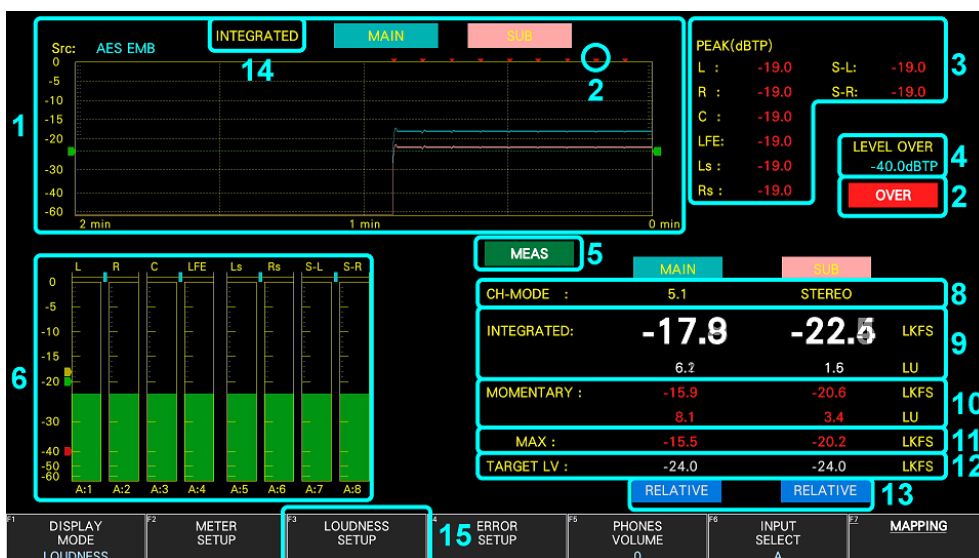 Src: AES EMB INTEGRATED MAIN SUB
14
2
1
0
-5
-10
-15
-20
-30
-40
-60
2 min 1 min 0 min
PEAK(dBTP)
L : -19.0 S-L: -19.0
R : -19.0 S-R: -19.0
C : -19.0
LFE: -19.0
Ls : -19.0
Rs : -19.0
3
LEVEL OVER
-40.0dBTP
4
OVER
2
6
L R C LFE Ls Rs S-L S-R
0
-5
-10
-15
-20
-30
-40
-50
-60
A:1 A:2 A:3 A:4 A:5 A:6 A:7 A:8
MEAS 5
MAIN SUB
CH-MODE : 5.1 STEREO 8
INTEGRATED: -17.8 LKFS
9
6.2 1.6 LU
MOMENTARY : -15.9 -20.6 LKFS
10
8.1 3.4 LU
MAX : -15.5 -20.2 LKFS 11
TARGET LV : -24.0 -24.0 LKFS 12
RELATIVE RELATIVE 13
F1 DISPLAY MODE LOUDNESS
F2 METER SETUP
F3 LOUDNESS SETUP
15
ERROR SETUP
F5 PHONES VOLUME 0
F6 INPUT SELECT A
F7 MAPPING